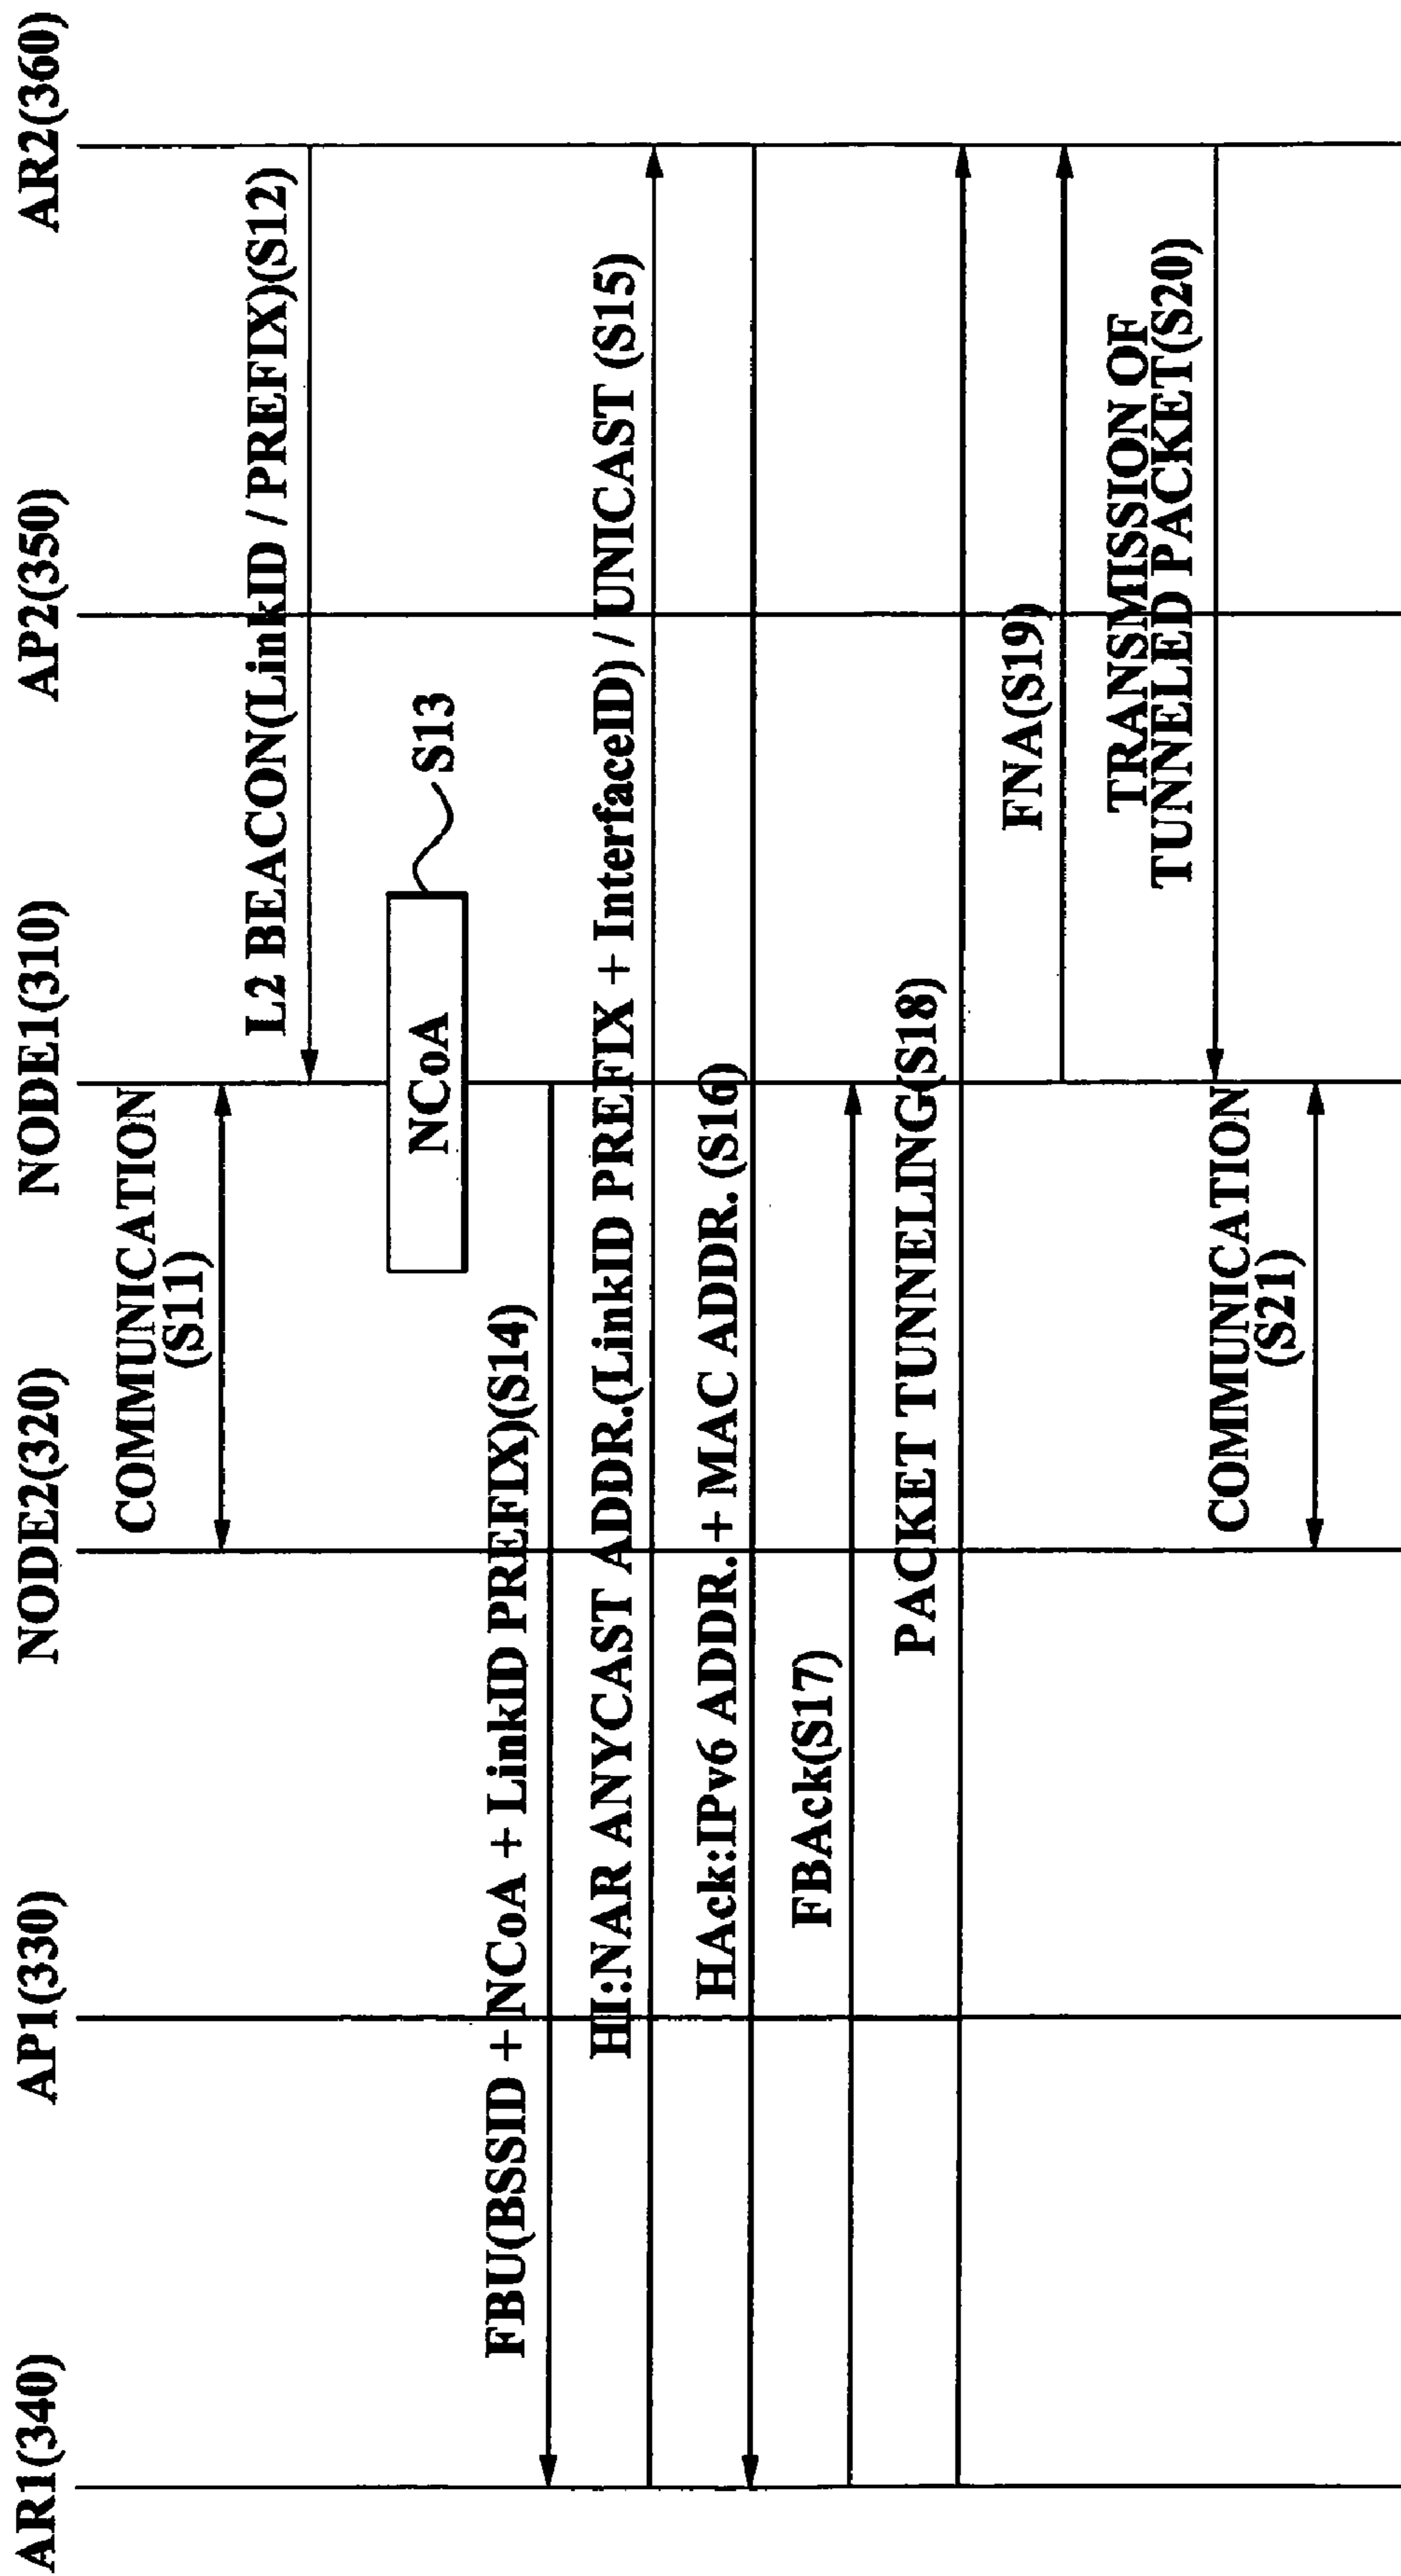 AR1(340)
AP1(330)
NODE2(320)
NODE1(310)
AP2(350)
AR2(360)
COMMUNICATION
(S11)
L2 BEACON(LinkID / PREFIX)(S12)
NCoA
S13
FBU(BSSID + NCoA + LinkID PREFIX)(S14)
HI:NAR ANYCAST ADDR.(LinkID PREFIX + InterfaceID) / UNICAST (S15)
HAck:IPv6 ADDR. + MAC ADDR. (S16)
FBAck(S17)
PACKET TUNNELING(S18)
FNA(S19)
TRANSMISSION OF
TUNNELED PACKET(S20)
COMMUNICATION
(S21)